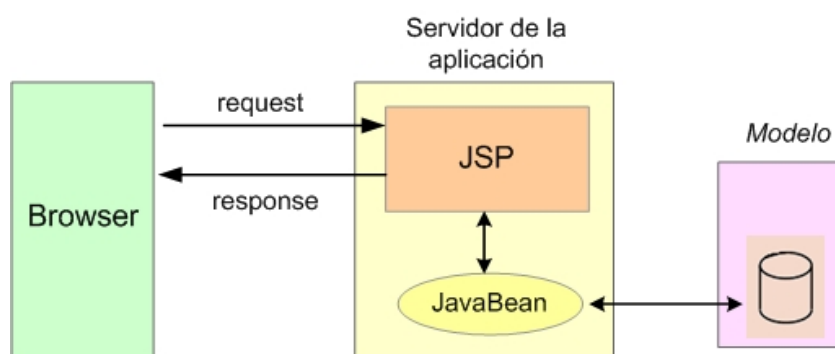 Servidor de la
aplicación
request
JSP
Modelo
response
Browser
JavaBean